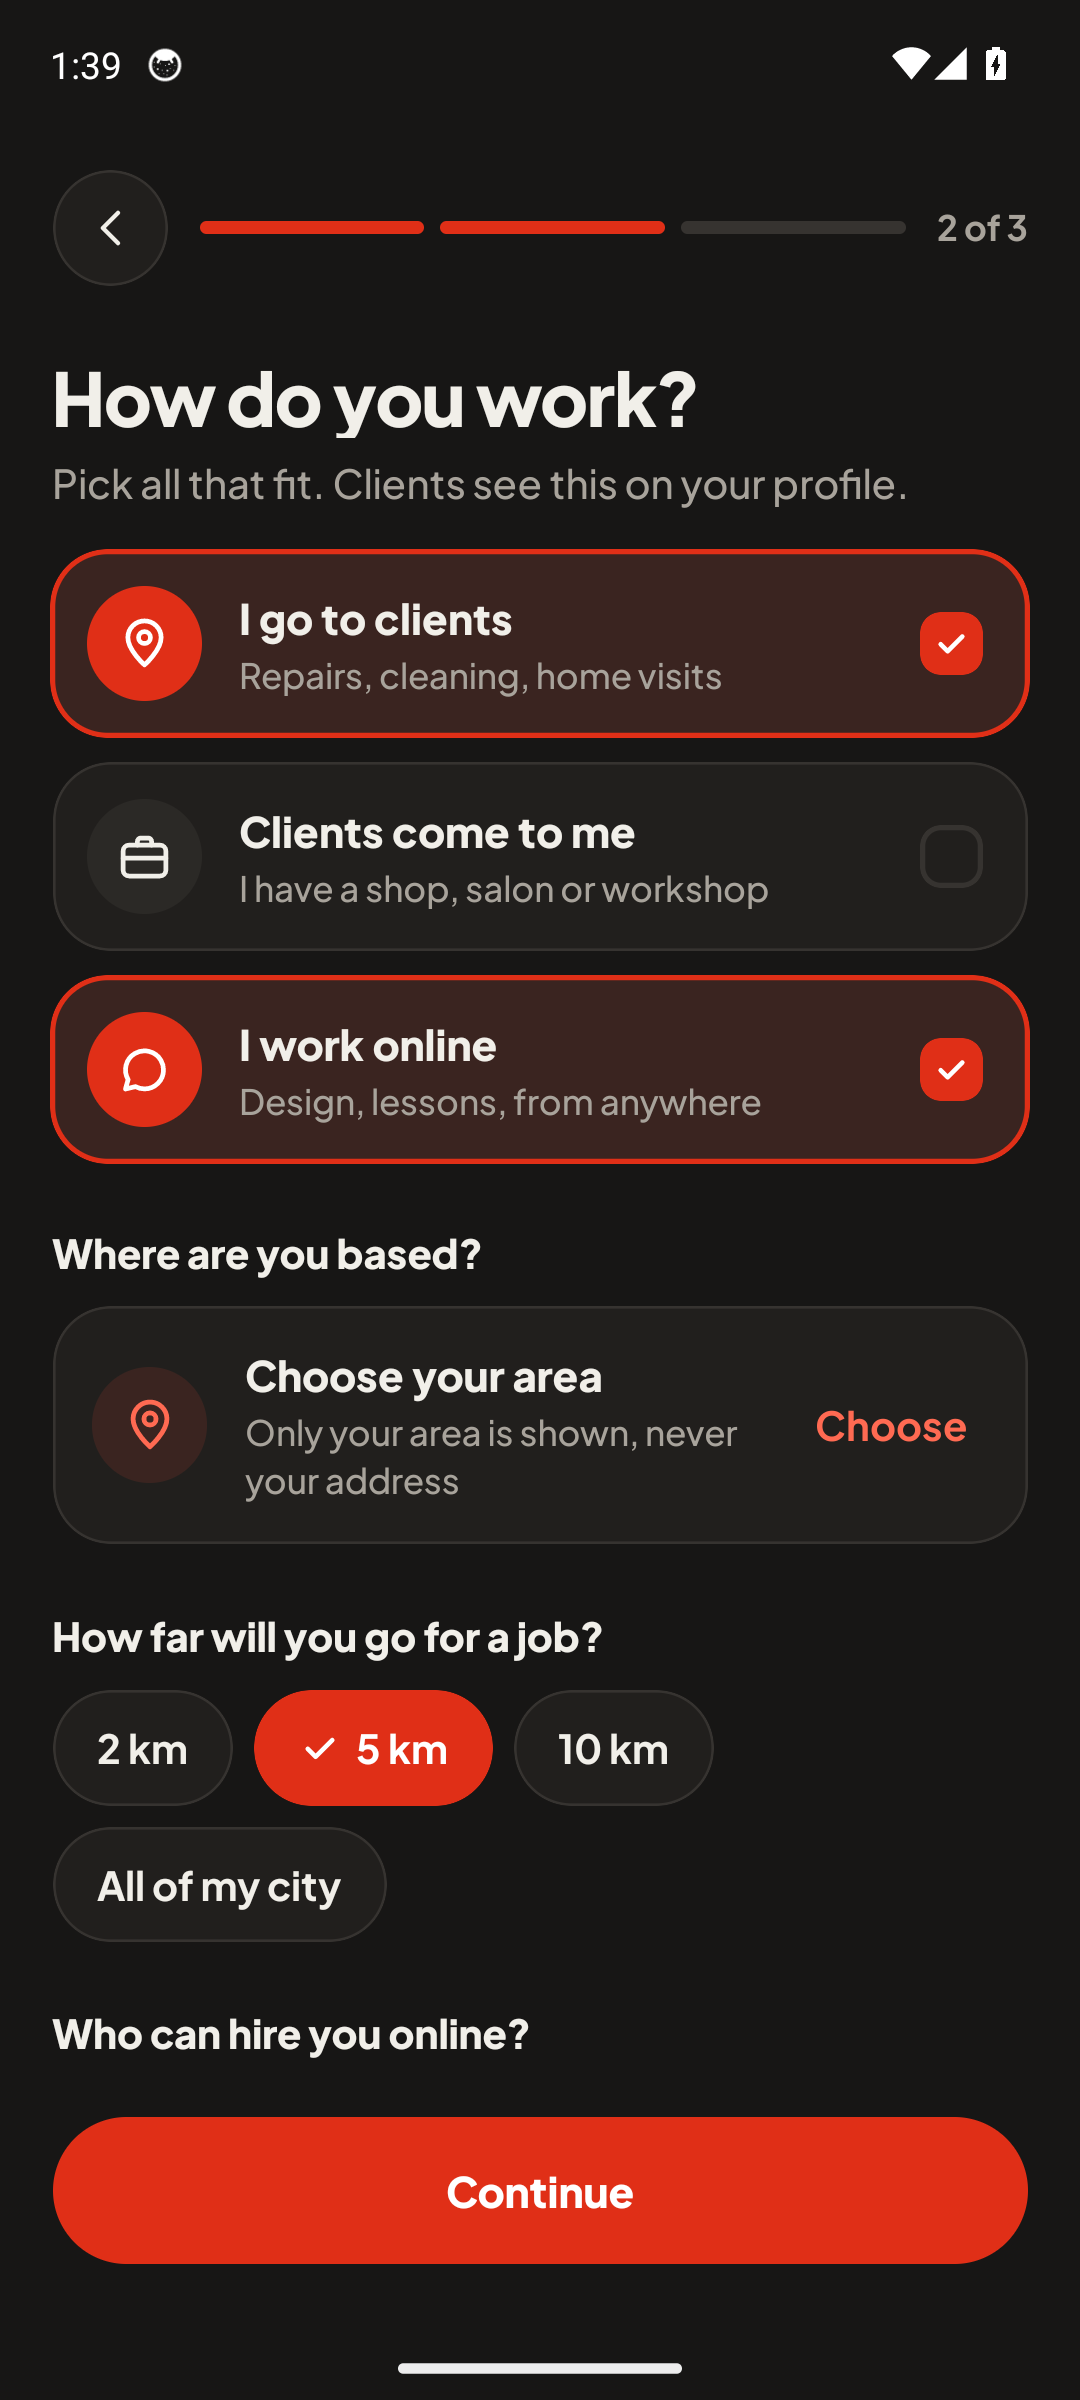 1:39
2 of 3
How do you work?
Pick all that fit. Clients see this on your profile.
I go to clients
Repairs, cleaning, home visits
Clients come to me
I have a shop, salon or workshop
I work online
Design, lessons, from anywhere
Where are you based?
Choose your area
Only your area is shown, never
your address
Choose
How far will you go for a job?
2 km
5 km
10 km
All of my city
Who can hire you online?
Continue